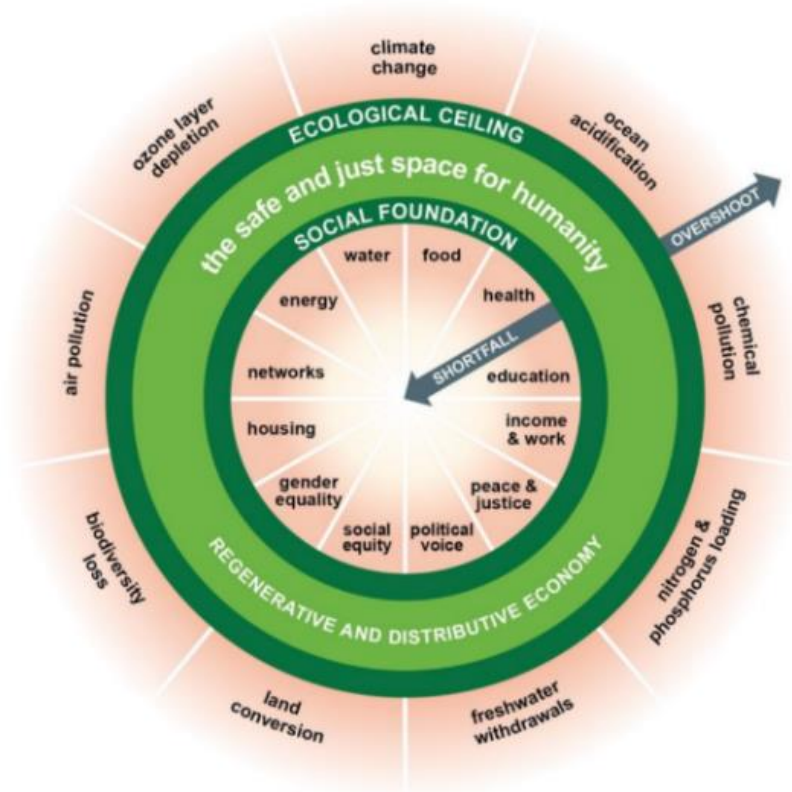 climate
change
ocean
acidification
chemical
pollution
nitrogen &
phosphorus loading
freshwater
withdrawals
land
conversion
biodiversity
loss
air pollution
ozone layer
depletion
ECOLOGICAL CEILING
the safe and just space for humanity
SOCIAL FOUNDATION
OVERSHOOT
SHORTFALL
water
food
health
education
income
& work
peace &
justice
political
voice
social
equity
gender
equality
housing
networks
energy
REGENERATIVE AND DISTRIBUTIVE ECONOMY